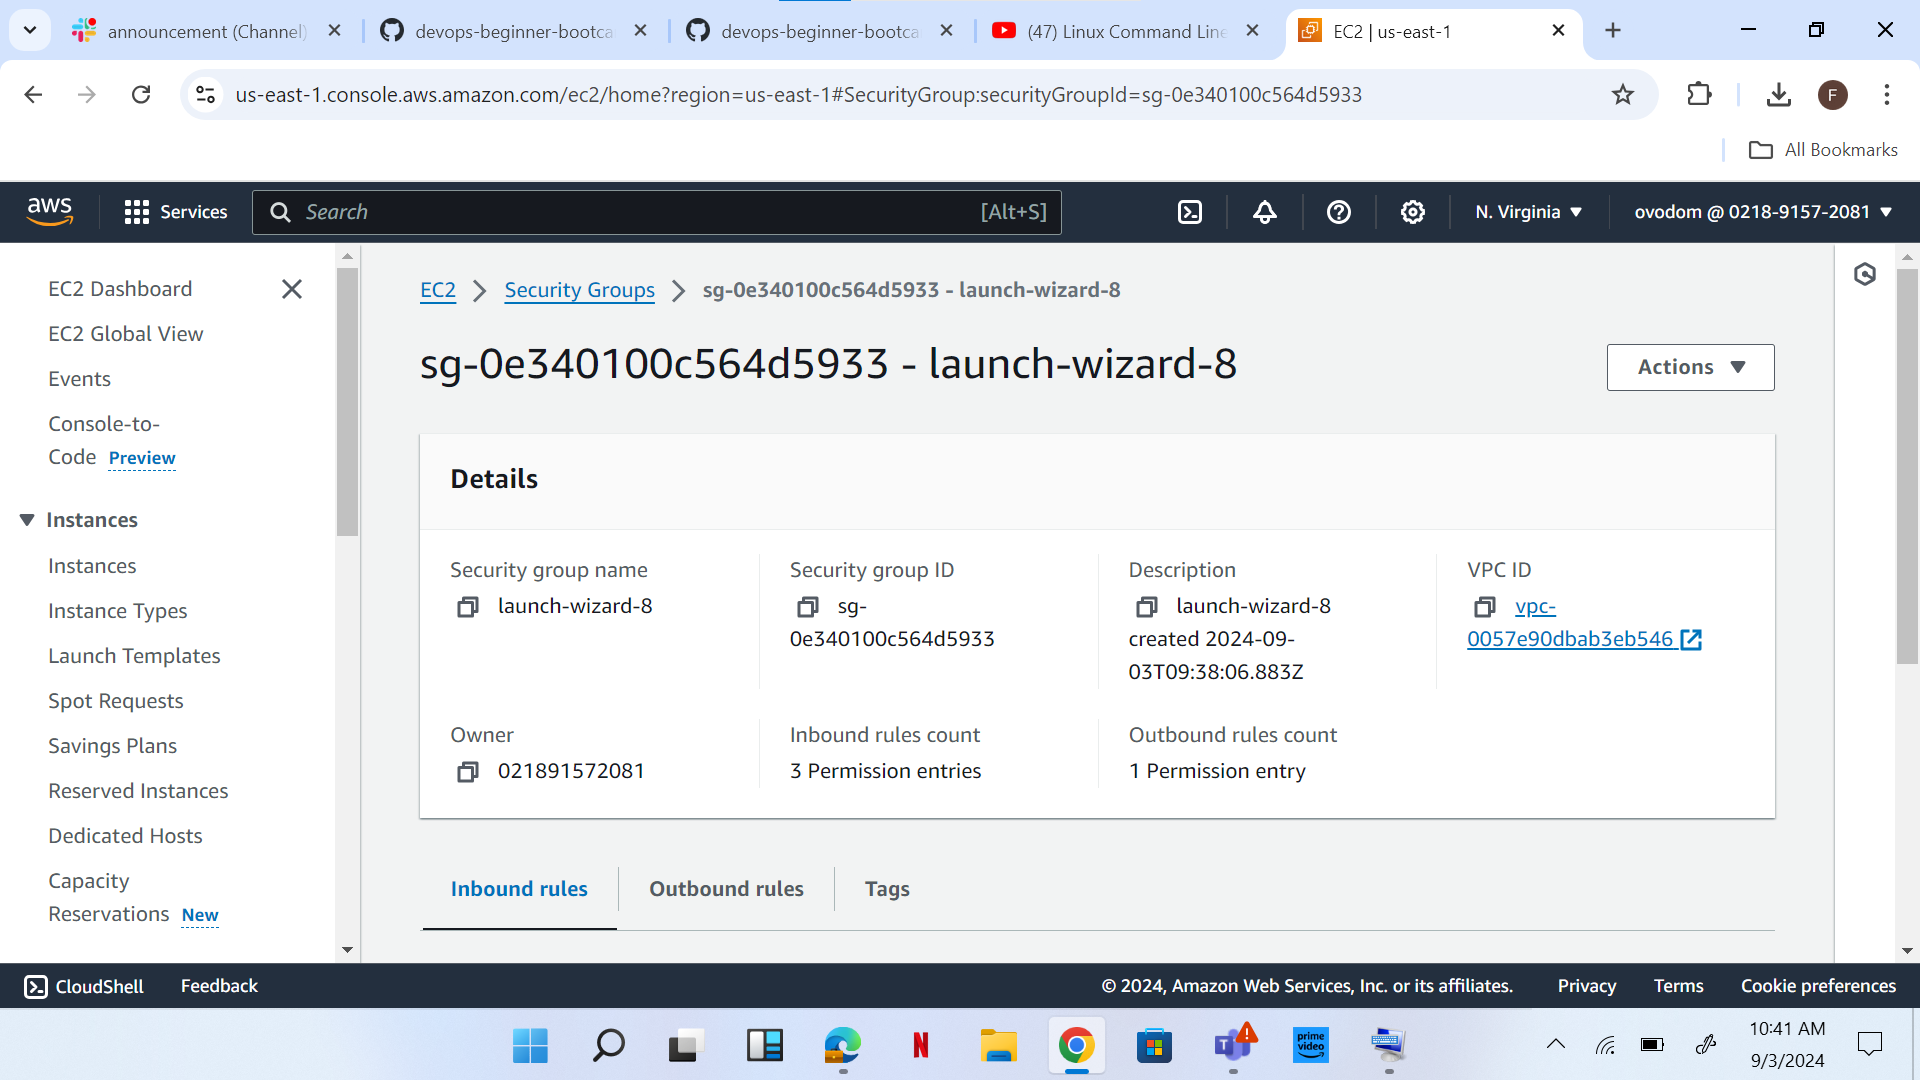 announcement (Channel)
devops-beginner-bootca
devops-beginner-bootca
(47) Linux Command Line
EC2 | us-east-1
us-east-1.console.aws.amazon.com/ec2/home?region=us-east-1#SecurityGroup:securityGroupId=sg-0e340100c564d5933
F
All Bookmarks
aws
Services
Search
[Alt+S]
N. Virginia
ovodom @ 0218-9157-2081
EC2 Dashboard
EC2 Global View
Events
Console-to-
Code Preview
Instances
Instances
Instance Types
Launch Templates
Spot Requests
Savings Plans
Reserved Instances
Dedicated Hosts
Capacity
Reservations New
EC2 > Security Groups > sg-0e340100c564d5933 - launch-wizard-8
sg-0e340100c564d5933 - launch-wizard-8
Actions
Details
Security group name
launch-wizard-8
Security group ID
sg-
0e340100c564d5933
Description
launch-wizard-8
created 2024-09-
03T09:38:06.883Z
VPC ID
vpc-
0057e90dbab3eb546
Owner
021891572081
Inbound rules count
3 Permission entries
Outbound rules count
1 Permission entry
Inbound rules
Outbound rules
Tags
CloudShell
Feedback
© 2024, Amazon Web Services, Inc. or its affiliates.
Privacy
Terms
Cookie preferences
N
T
prime
video
10:41 AM
9/3/2024